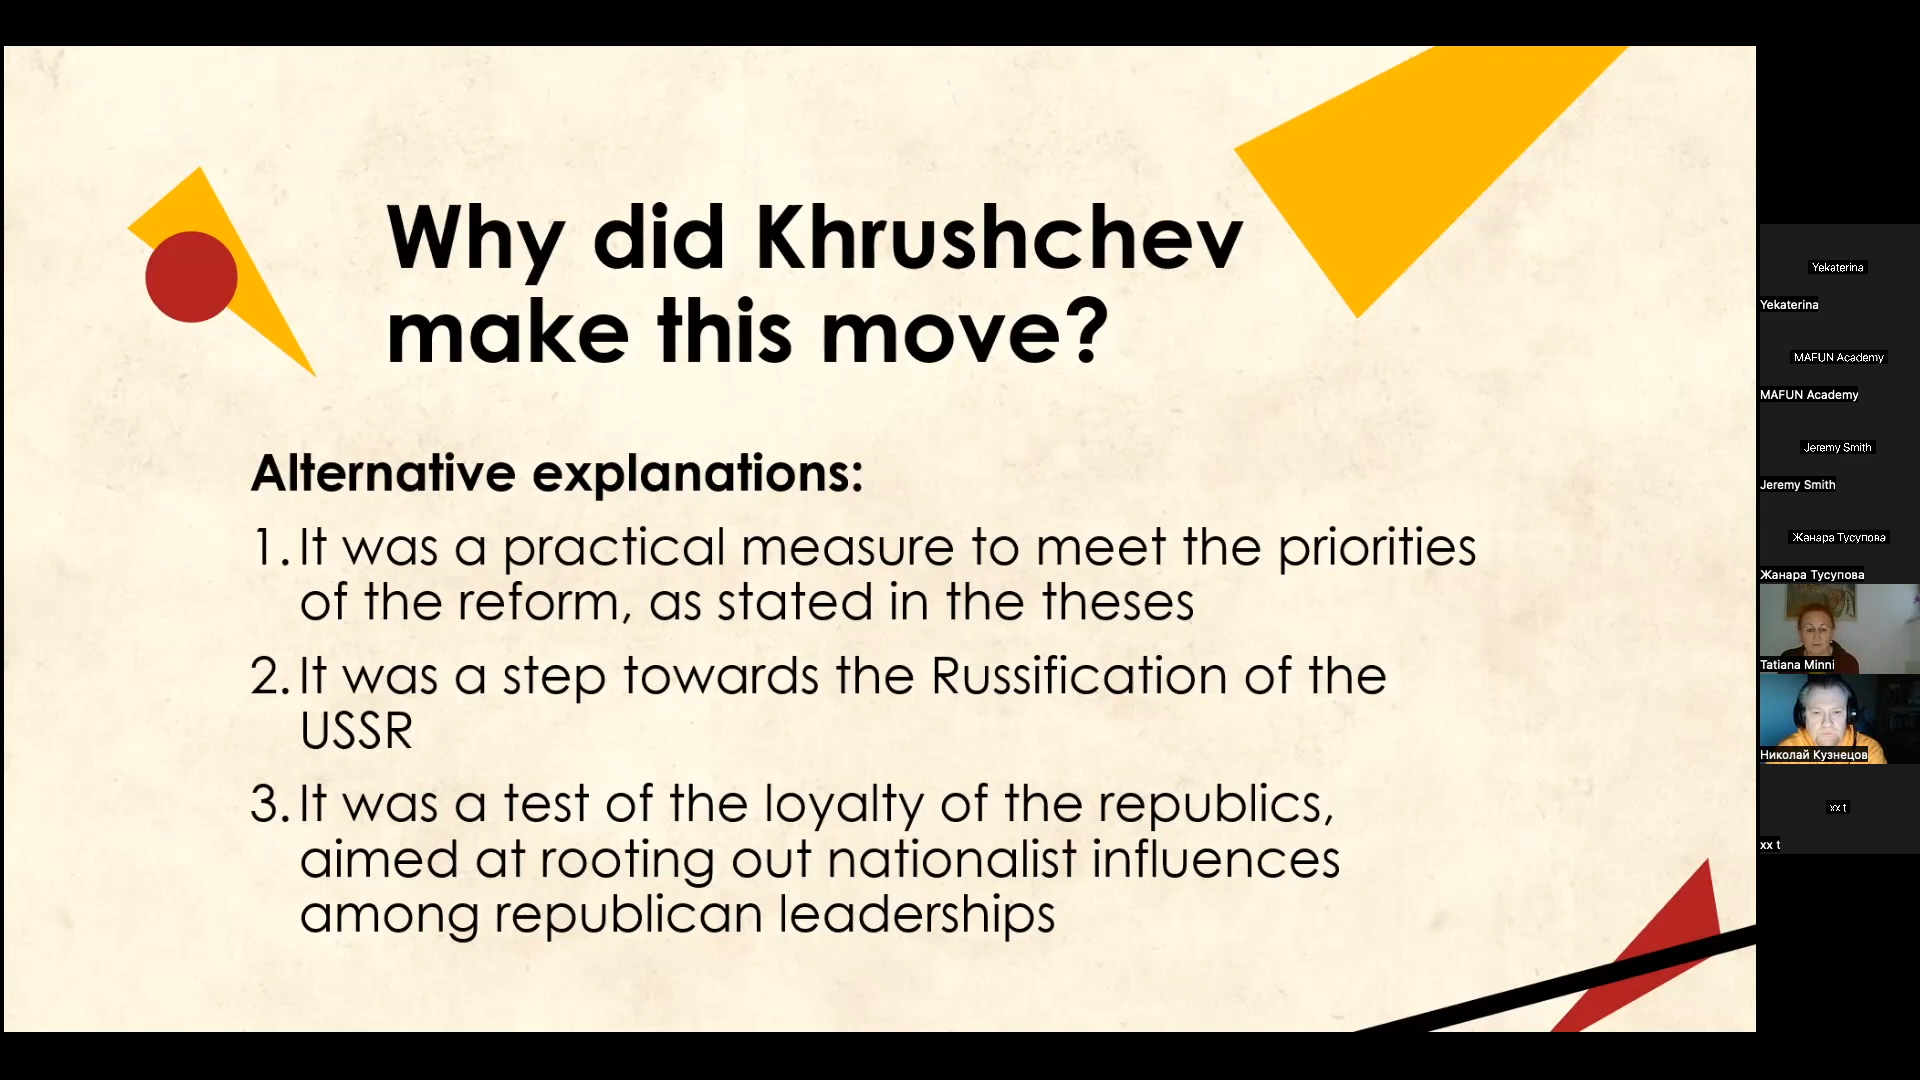 Why did Khrushchev
make this move?
Alternative explanations:
1. It was a practical measure to meet the priorities
of the reform, as stated in the theses
2. It was a step towards the Russification of the
USSR
3. It was a test of the loyalty of the republics,
aimed at rooting out nationalist influences
among republican leaderships
Yekaterina
Yekaterina
MAFUN Academy
MAFUN Academy
Jeremy Smith
Jeremy Smith
Жанара Тусупова
Жанара Тусупова
Tatiana Minni
Николай Кузнецов
xx t
xx t